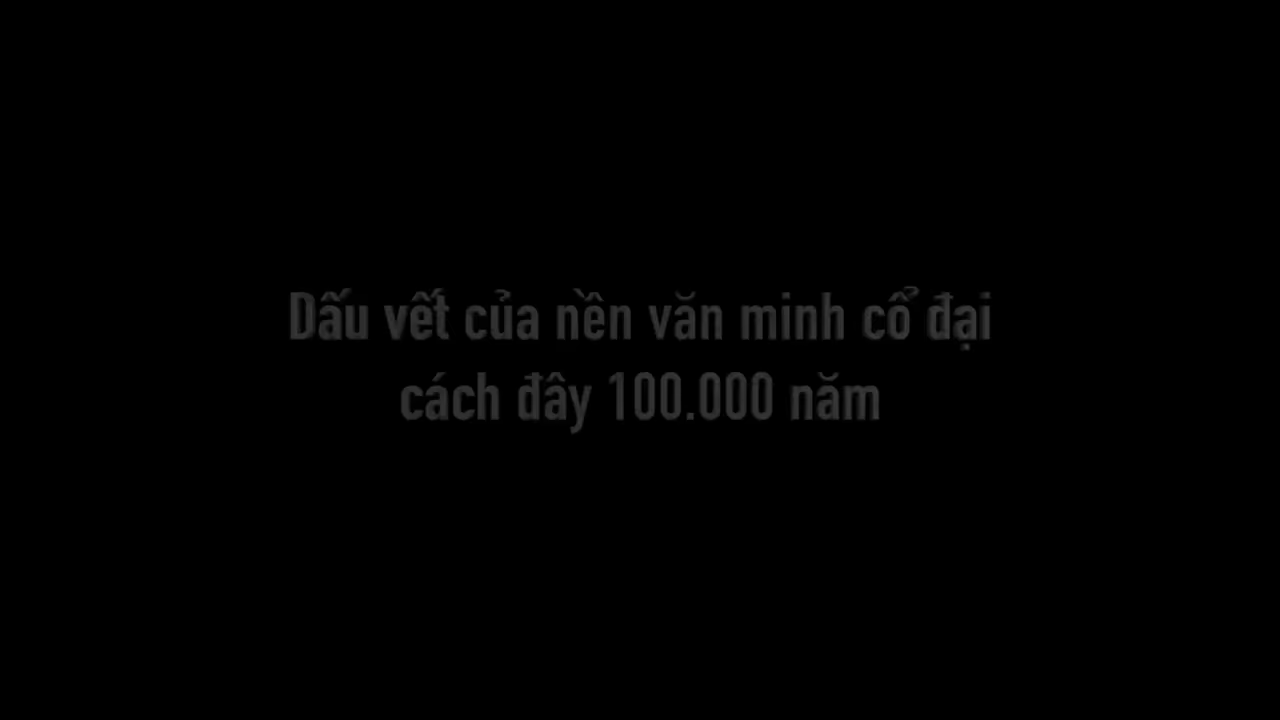 Dấu vết của nền văn minh cổ đại
cách đây 100.000 năm